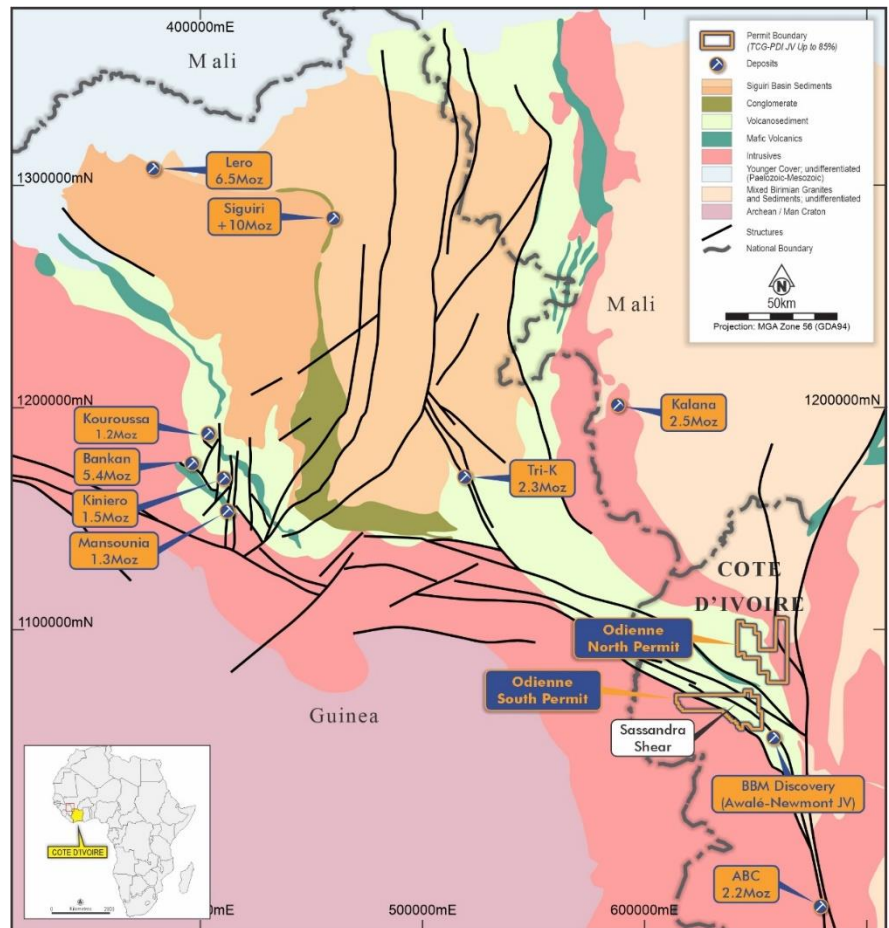 400000mE
Mali
Permit Boundary
(TCG-PDI JV Up to 85%)
Deposits
Siguiri Basin Sediments
Conglomerate
Volcanosediment
Mafic Volcanics
Intrusives
Younger Cover; undifferentiated
(Paelozoic-Mesozoic)
Mixed Birimian Granites
and Sediments; undifferentiated
Archean / Man Craton
Structures
National Boundary
N
50km
Projection: MGA Zone 56 (GDA94)
Lero
6.5Moz
1300000mN
Siguiri
+10Moz
Mali
1200000mN
Kalana
2.5Moz
1200000mN
Kouroussa
1.2Moz
Bankan
5.4Moz
Tri-K
2.3Moz
Kiniero
1.5Moz
Mansounia
1.3Moz
COTE
D'IVOIRE
1100000mN
Odienne
North Permit
Odienne
South Permit
Guinea
Sassandra
Shear
BBM Discovery
(Awalé-Newmont JV)
COTE D'IVOIRE
ABC
2.2Moz
0mE
500000mE
600000mE